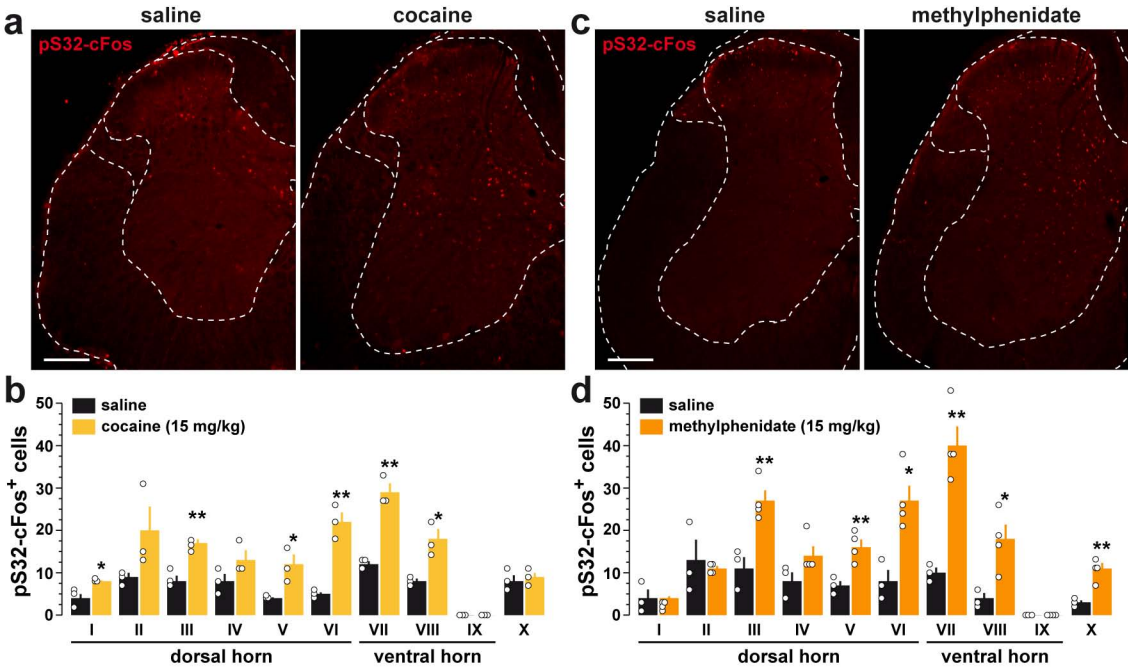 a saline cocaine c saline methylphenidate
pS32-cFos pS32-cFos
b d
50 saline 50 saline
40 cocaine (15 mg/kg) 40 methylphenidate (15 mg/kg)
30 30
20 20
10 10
0 0
pS32-cFos+ cells pS32-cFos+ cells
* ** * ** ** * ** ** * ** * **
I II III IV V VI VII VIII IX X I II III IV V VI VII VIII IX X
dorsal horn ventral horn dorsal horn ventral horn